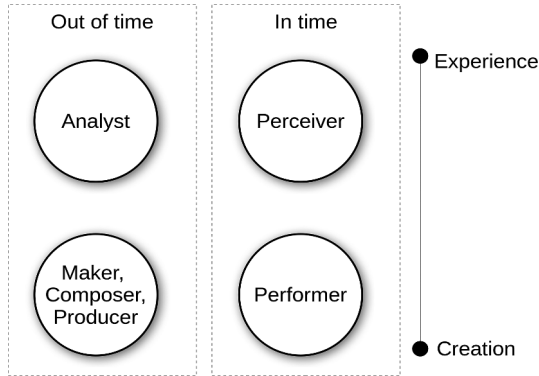 Out of time
In time
Experience
Analyst
Perceiver
Maker,
Composer,
Producer
Performer
Creation